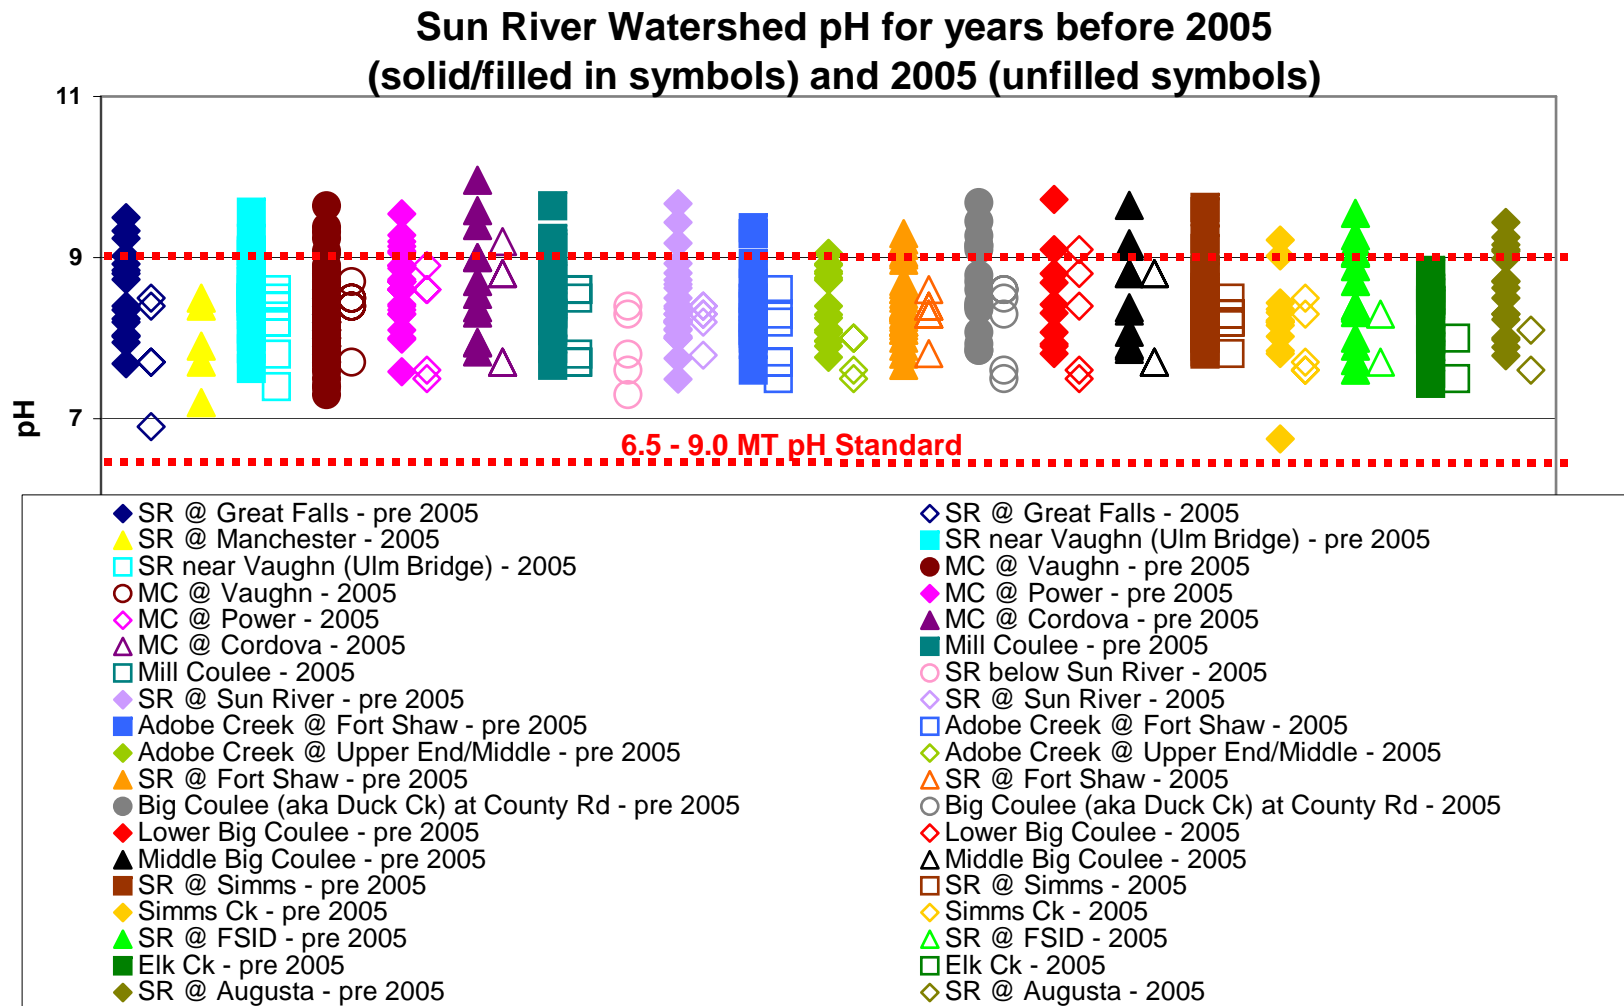 Sun River Watershed pH for years before 2005
(solid/filled in symbols) and 2005 (unfilled symbols)
11
9
7
pH
6.5 - 9.0 MT pH Standard
SR @ Great Falls - pre 2005
SR @ Great Falls - 2005
SR @ Manchester - 2005
SR near Vaughn (Ulm Bridge) - pre 2005
SR near Vaughn (Ulm Bridge) - 2005
MC @ Vaughn - pre 2005
MC @ Vaughn - 2005
MC @ Power - pre 2005
MC @ Power - 2005
MC @ Cordova - pre 2005
MC @ Cordova - 2005
Mill Coulee - pre 2005
Mill Coulee - 2005
SR below Sun River - 2005
SR @ Sun River - pre 2005
SR @ Sun River - 2005
Adobe Creek @ Fort Shaw - pre 2005
Adobe Creek @ Fort Shaw - 2005
Adobe Creek @ Upper End/Middle - pre 2005
Adobe Creek @ Upper End/Middle - 2005
SR @ Fort Shaw - pre 2005
SR @ Fort Shaw - 2005
Big Coulee (aka Duck Ck) at County Rd - pre 2005
Big Coulee (aka Duck Ck) at County Rd - 2005
Lower Big Coulee - pre 2005
Lower Big Coulee - 2005
Middle Big Coulee - pre 2005
Middle Big Coulee - 2005
SR @ Simms - pre 2005
SR @ Simms - 2005
Simms Ck - pre 2005
Simms Ck - 2005
SR @ FSID - pre 2005
SR @ FSID - 2005
Elk Ck - pre 2005
Elk Ck - 2005
SR @ Augusta - pre 2005
SR @ Augusta - 2005